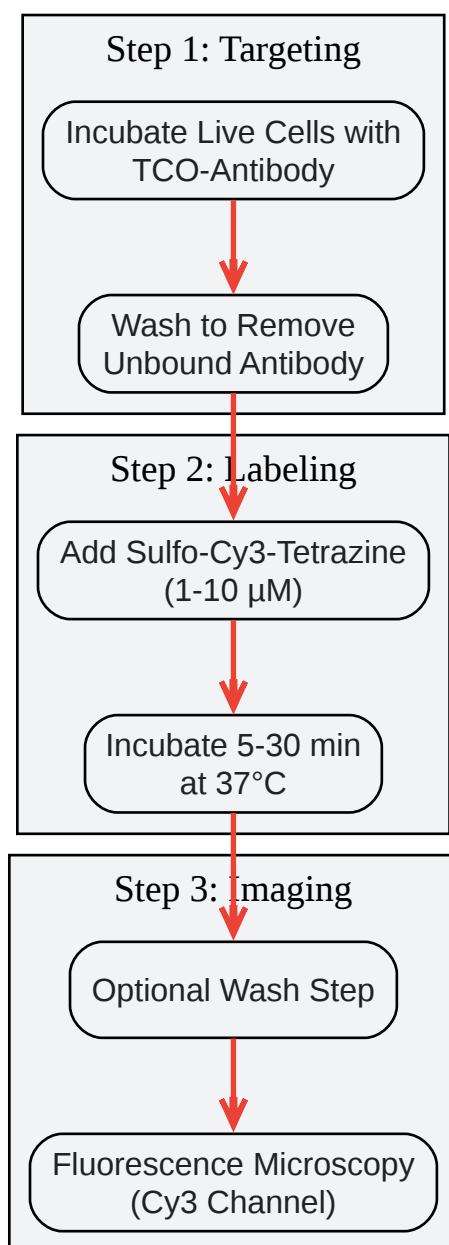 Step 1: Targeting
Incubate Live Cells with
TCO-Antibody
Wash to Remove
Unbound Antibody
Step 2: Labeling
Add Sulfo-Cy3-Tetrazine
(1-10 µM)
Incubate 5-30 min
at 37°C
Step 3: Imaging
Optional Wash Step
Fluorescence Microscopy
(Cy3 Channel)